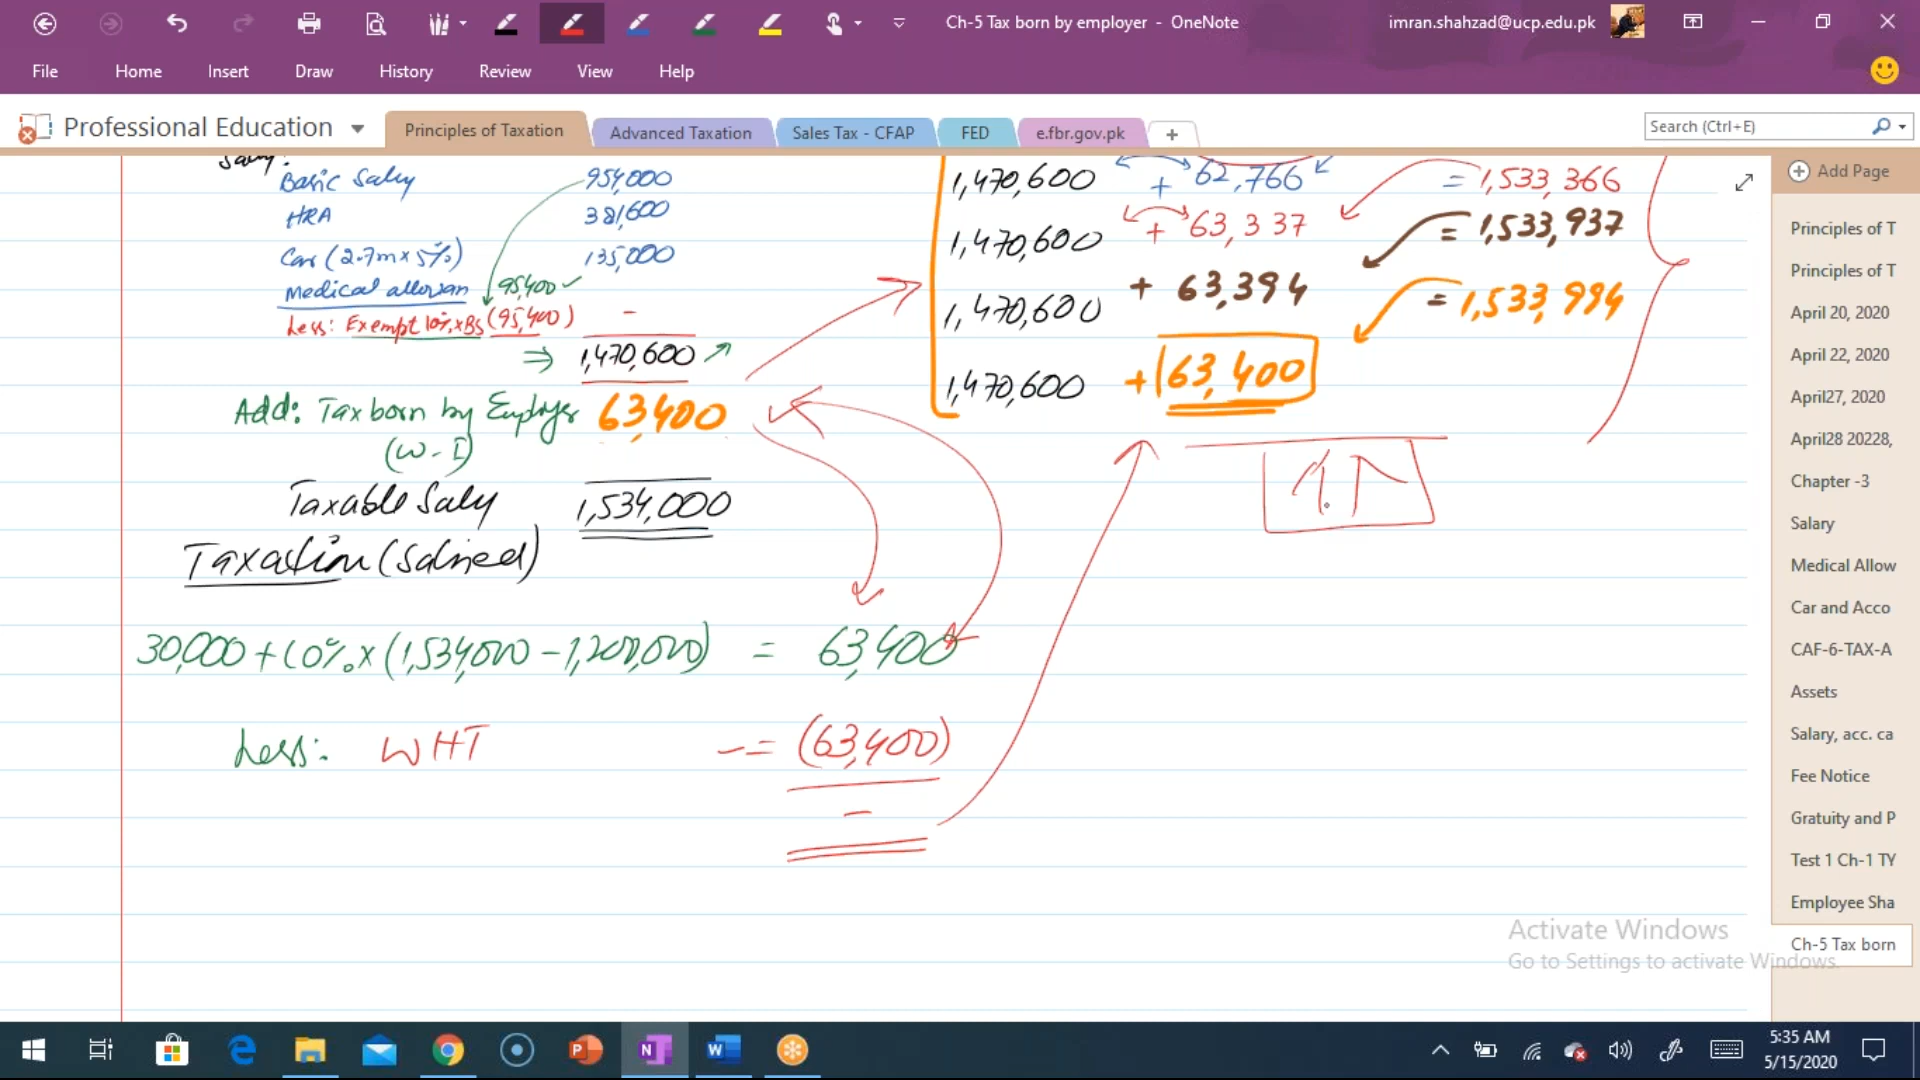 Ch-5 Tax born by employer - OneNote
imran.shahzad@ucp.edu.pk
File Home Insert Draw History Review View Help
Professional Education
Principles of Taxation Advanced Taxation Sales Tax - CFAP FED e.fbr.gov.pk +
Search (Ctrl+E)
Add Page
Principles of T
Principles of T
April 20, 2020
April 22, 2020
April27, 2020
April28 20228,
Chapter -3
Salary
Medical Allow
Car and Acco
CAF-6-TAX-A
Assets
Salary, acc. ca
Fee Notice
Gratuity and P
Test 1 Ch-1 TY
Employee Sha
Ch-5 Tax born
Basic Saly 954,000
HRA 381,600
Car (2.7m x 5%) 135,000
Medical allowan 95,400
Less: Exempt 10% x BS (95,400) -
⇒ 1,470,600
Add: Tax born by Employer 63,400
(W-I)
Taxable Saly 1,534,000
Taxation (Salried)
30,000 + 10% x (1,534,000 - 1,200,000) = 63,400
Less: WHT -= (63,400)
-
1,470,600 + 62,766 = 1,533,366
1,470,600 + 63,337 = 1,533,937
1,470,600 + 63,394 = 1,533,994
1,470,600 + 63,400
Activate Windows
Go to Settings to activate Windows.
5:35 AM
5/15/2020